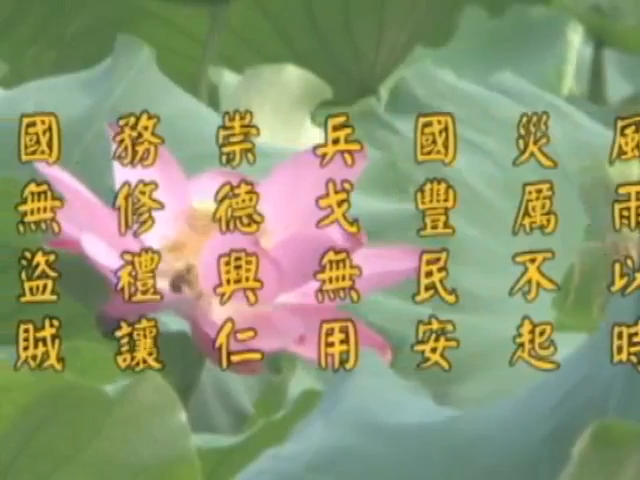 風雨以時
災厲不起
國豐民安
兵戈無用
崇德興仁
務修禮讓
國無盜賊